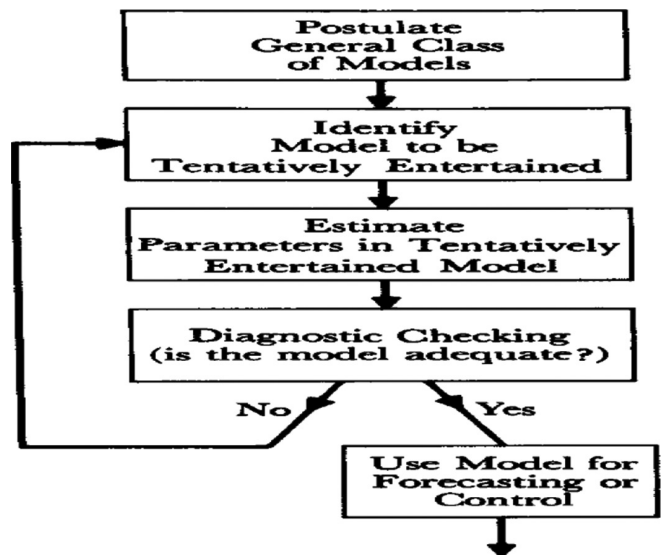 Postulate
General Class
of Models
Identify
Model to be
Tentatively Entertained
Estimate
Parameters in Tentatively
Entertained Model
Diagnostic Checking
(is the model adequate?)
No
Yes
Use Model for
Forecasting or
Control